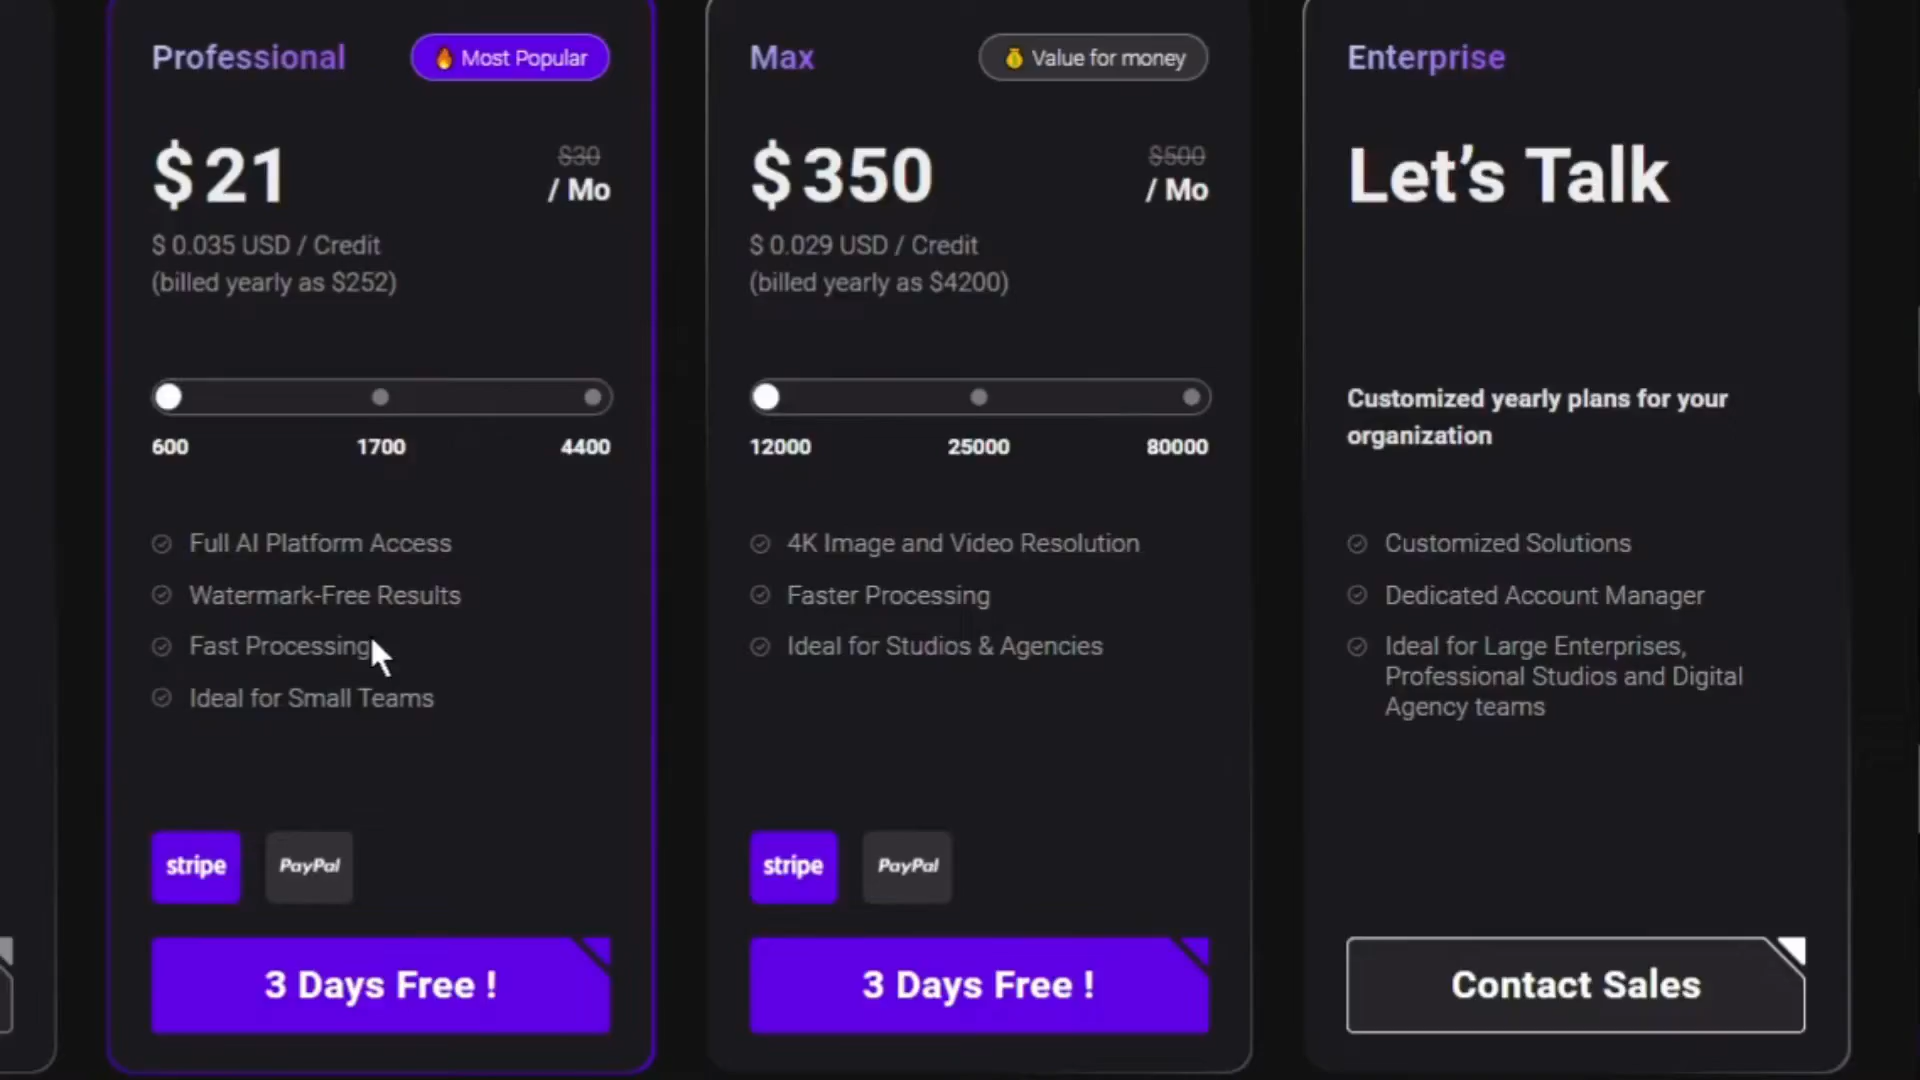 Professional
🔥 Most Popular
$ 21
$30
/ Mo
$ 0.035 USD / Credit
(billed yearly as $252)
600 1700 4400
Full AI Platform Access
Watermark-Free Results
Fast Processing
Ideal for Small Teams
stripe PayPal
3 Days Free !
Max
💰 Value for money
$ 350
$500
/ Mo
$ 0.029 USD / Credit
(billed yearly as $4200)
12000 25000 80000
4K Image and Video Resolution
Faster Processing
Ideal for Studios & Agencies
stripe PayPal
3 Days Free !
Enterprise
Let’s Talk
Customized yearly plans for your
organization
Customized Solutions
Dedicated Account Manager
Ideal for Large Enterprises,
Professional Studios and Digital
Agency teams
Contact Sales